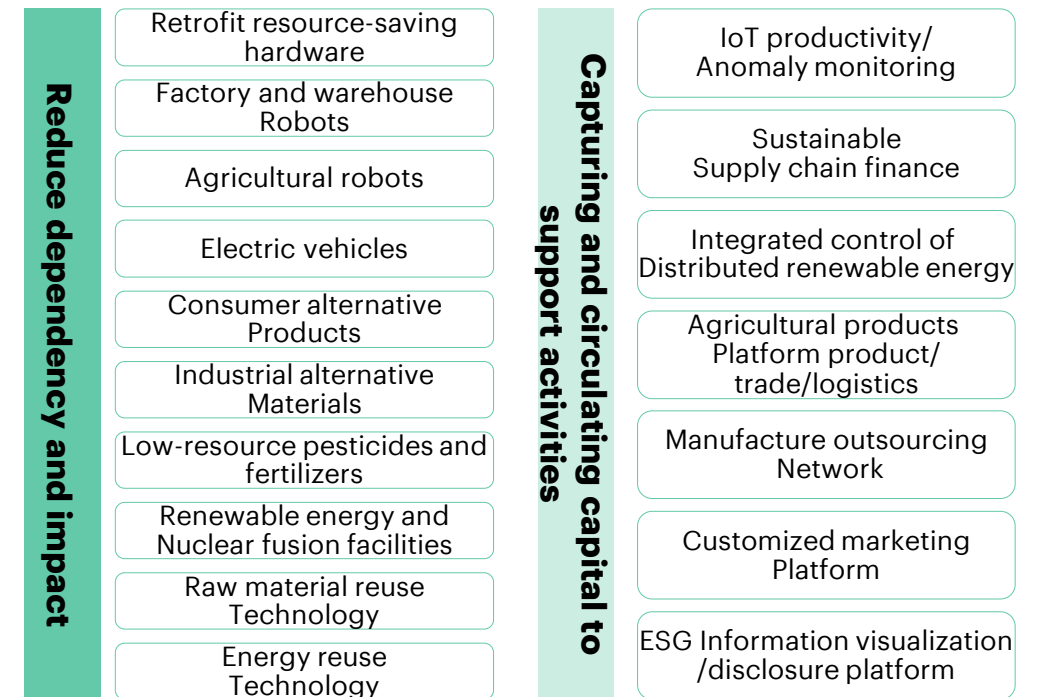 Reduce dependency and impact
Retrofit resource-saving
hardware
Factory and warehouse
Robots
Agricultural robots
Electric vehicles
Consumer alternative
Products
Industrial alternative
Materials
Low-resource pesticides and
fertilizers
Renewable energy and
Nuclear fusion facilities
Raw material reuse
Technology
Energy reuse
Technology
Capturing and circulating capital to
support activities
IoT productivity/
Anomaly monitoring
Sustainable
Supply chain finance
Integrated control of
Distributed renewable energy
Agricultural products
Platform product/
trade/logistics
Manufacture outsourcing
Network
Customized marketing
Platform
ESG Information visualization
/disclosure platform